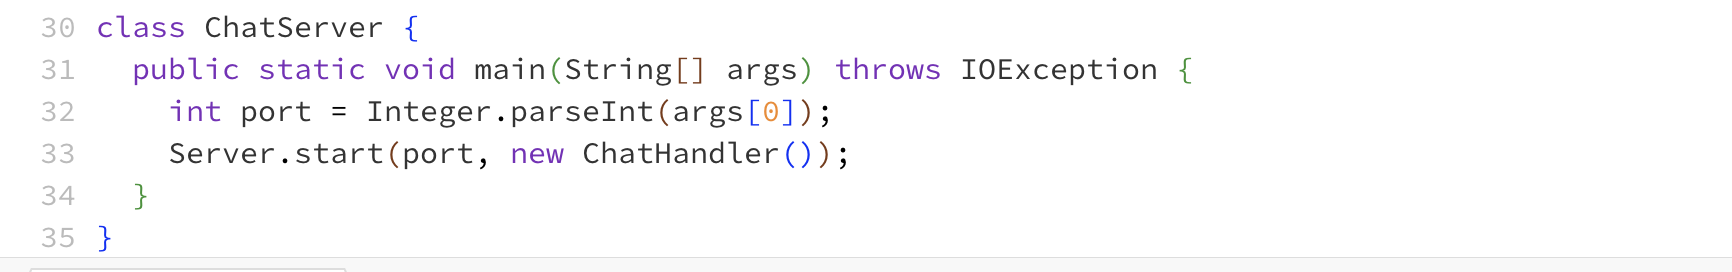 30 class ChatServer {
31   public static void main(String[] args) throws IOException {
32     int port = Integer.parseInt(args[0]);
33     Server.start(port, new ChatHandler());
34   }
35 }